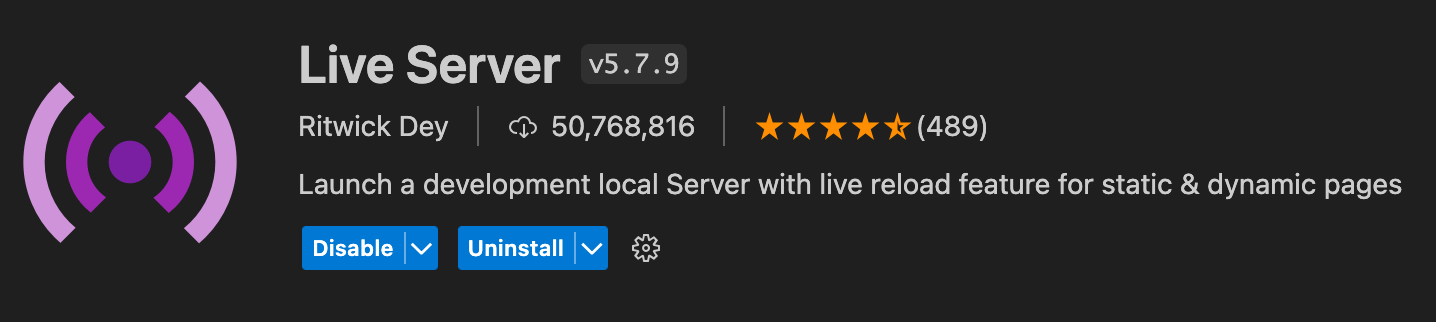 Live Server v5.7.9
Ritwick Dey 50,768,816 (489)
Launch a development local Server with live reload feature for static & dynamic pages
Disable Uninstall